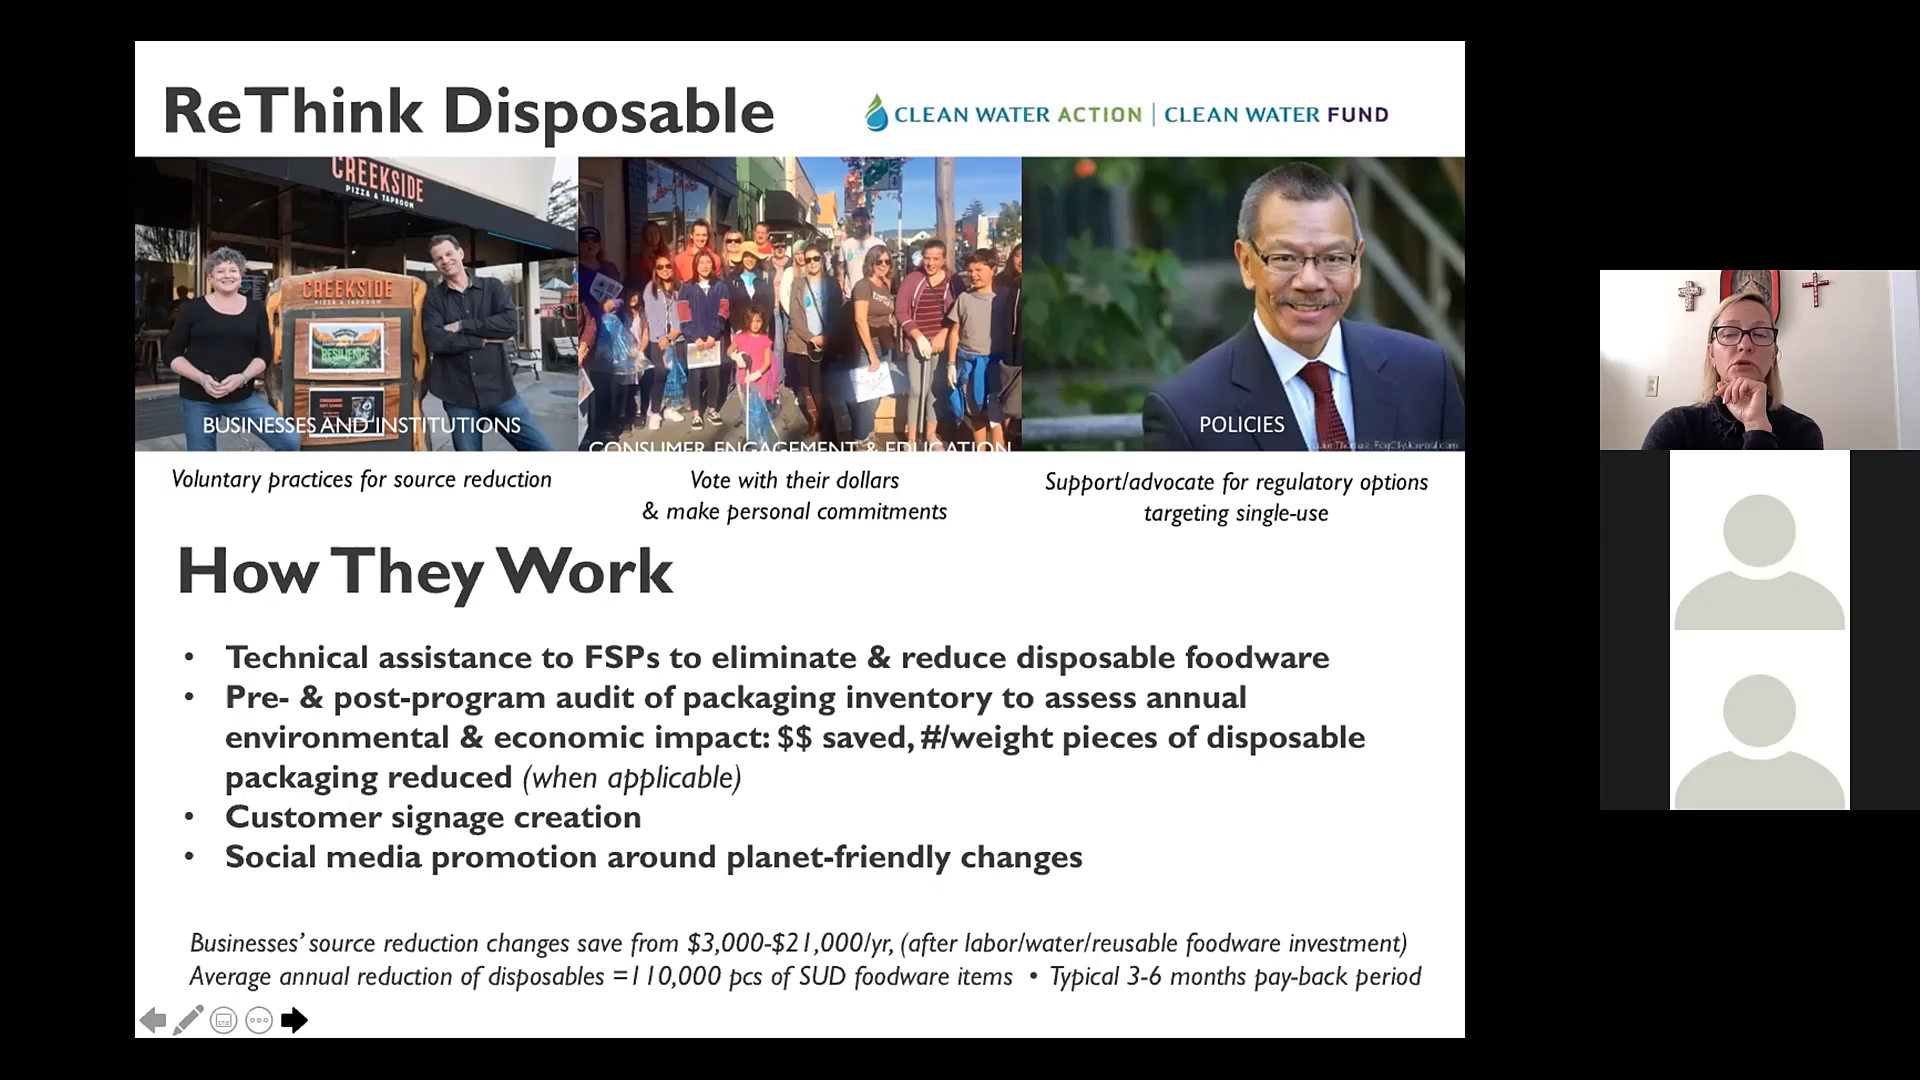 ReThink Disposable
CLEAN WATER ACTION | CLEAN WATER FUND
CREEKSIDE
PIZZA & TAPROOM
CREEKSIDE
PIZZA & TAPROOM
RESILIENCE
BUSINESSES AND INSTITUTIONS
CONSUMER ENGAGEMENT & EDUCATION
POLICIES
Voluntary practices for source reduction
Vote with their dollars
& make personal commitments
Support/advocate for regulatory options
targeting single-use
How They Work
• Technical assistance to FSPs to eliminate & reduce disposable foodware
• Pre- & post-program audit of packaging inventory to assess annual
environmental & economic impact: $$ saved, #/weight pieces of disposable
packaging reduced (when applicable)
• Customer signage creation
• Social media promotion around planet-friendly changes
Businesses' source reduction changes save from $3,000-$21,000/yr, (after labor/water/reusable foodware investment)
Average annual reduction of disposables =110,000 pcs of SUD foodware items • Typical 3-6 months pay-back period